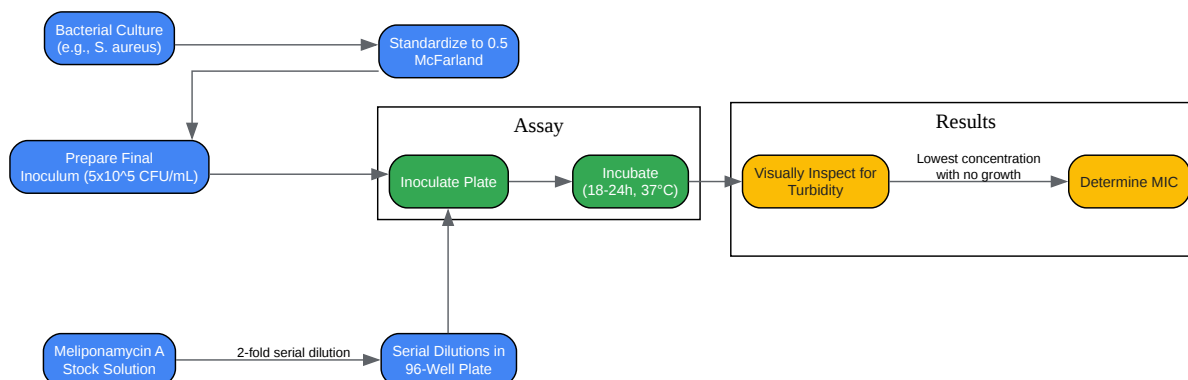 Bacterial Culture
(e.g., S. aureus)
Standardize to 0.5
McFarland
Prepare Final
Inoculum (5x10^5 CFU/mL)
Assay
Inoculate Plate
Incubate
(18-24h, 37°C)
Results
Visually Inspect for
Turbidity
Lowest concentration
with no growth
Determine MIC
Meliponamycin A
Stock Solution
2-fold serial dilution
Serial Dilutions in
96-Well Plate